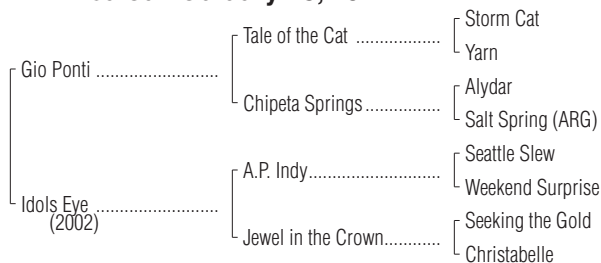 Storm Cat
Tale of the Cat ..................
Yarn
Gio Ponti ..........................
Alydar
Chipeta Springs................
Salt Spring (ARG)
Seattle Slew
A.P. Indy............................
Weekend Surprise
Idols Eye ..........................
(2002)
Seeking the Gold
Jewel in the Crown............
Christabelle